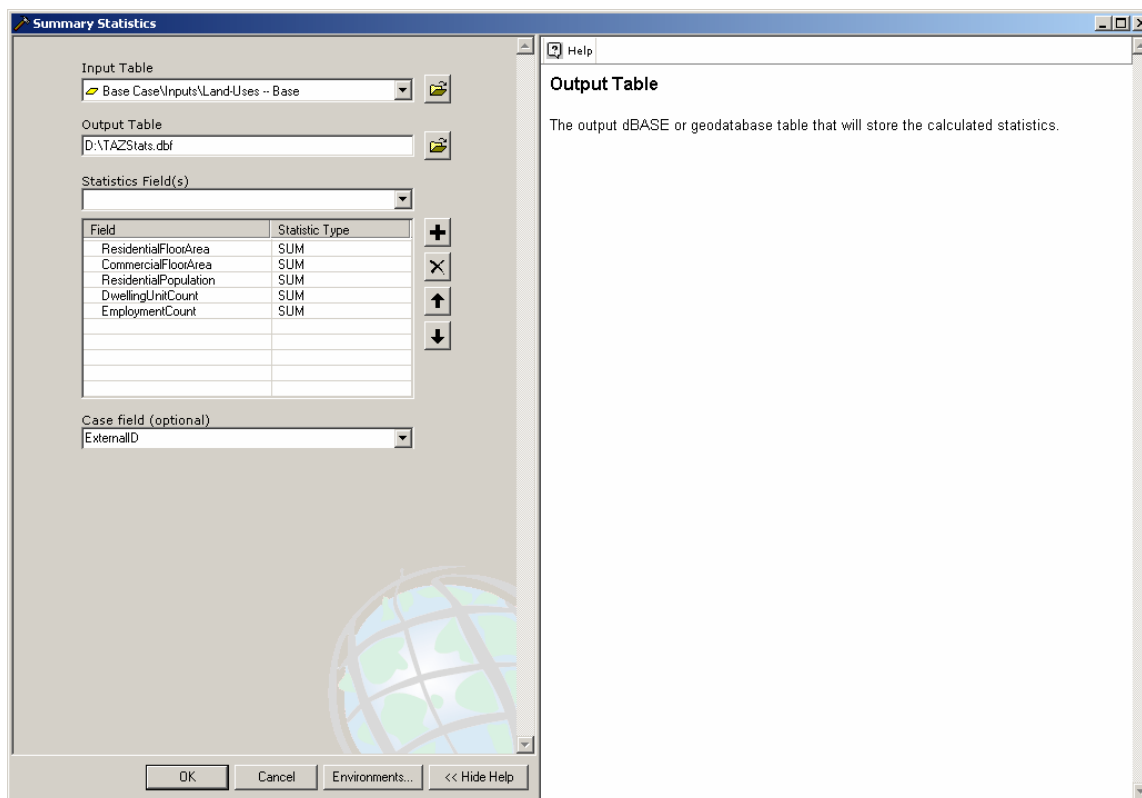 Summary Statistics
Input Table
Base Case\Inputs\Land-Uses -- Base
Output Table
D:\TAZStats.dbf
Statistics Field(s)
Field Statistic Type
ResidentialFloorArea SUM
CommercialFloorArea SUM
ResidentialPopulation SUM
DwellingUnitCount SUM
EmploymentCount SUM
Case field (optional)
ExternalID
OK Cancel Environments... << Hide Help
Help
Output Table
The output dBASE or geodatabase table that will store the calculated statistics.